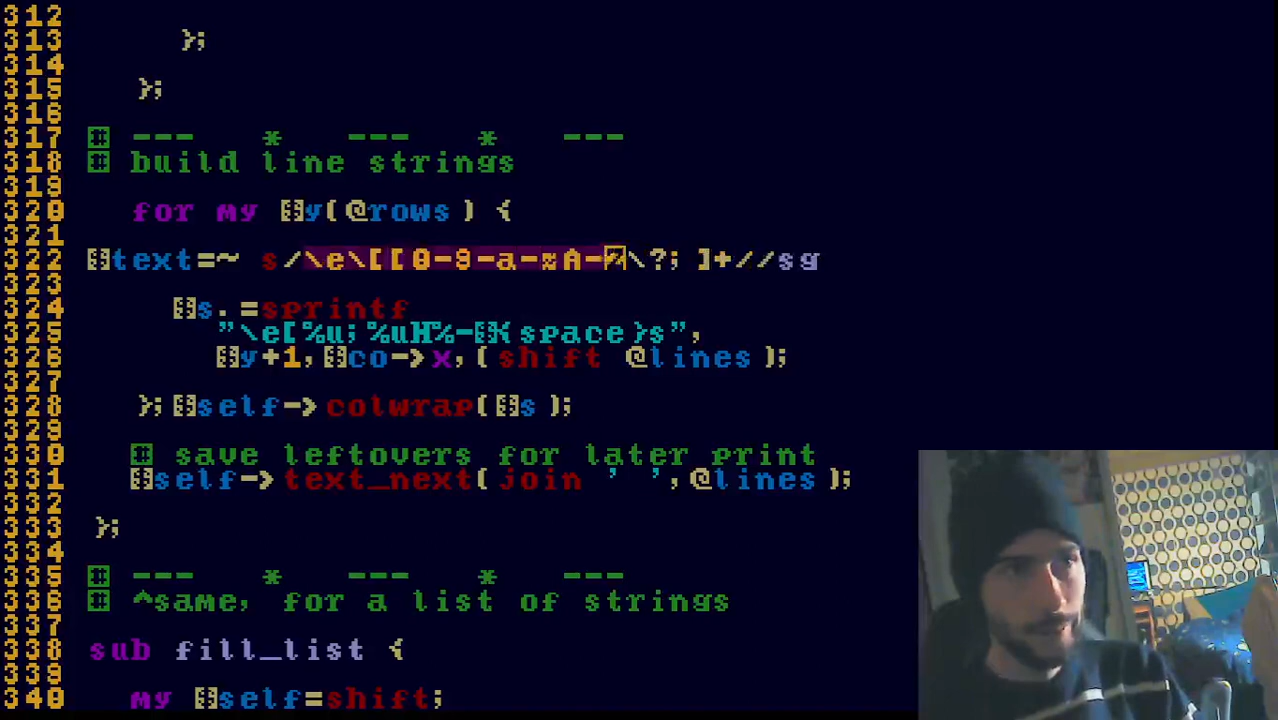 312
313 };
314
315 };
316
317 # --- * --- * ---
318 # build line strings
319
320 for my $y(@rows) {
321
322 $text=~ s/\e\[[0-9-a-zA-Z\?;]+//sg
323
324 $s.=sprintf
325 "\e[%u;%uH%-${space}s",
326 $y+1,$co->x,(shift @lines);
327
328 };$self->colwrap($s);
329
330 # save leftovers for later print
331 $self->text_next(join ' ',@lines);
332
333 };
334
335 # --- * --- * ---
336 # ^same, for a list of strings
337
338 sub fill_list {
339
340 my $self=shift;